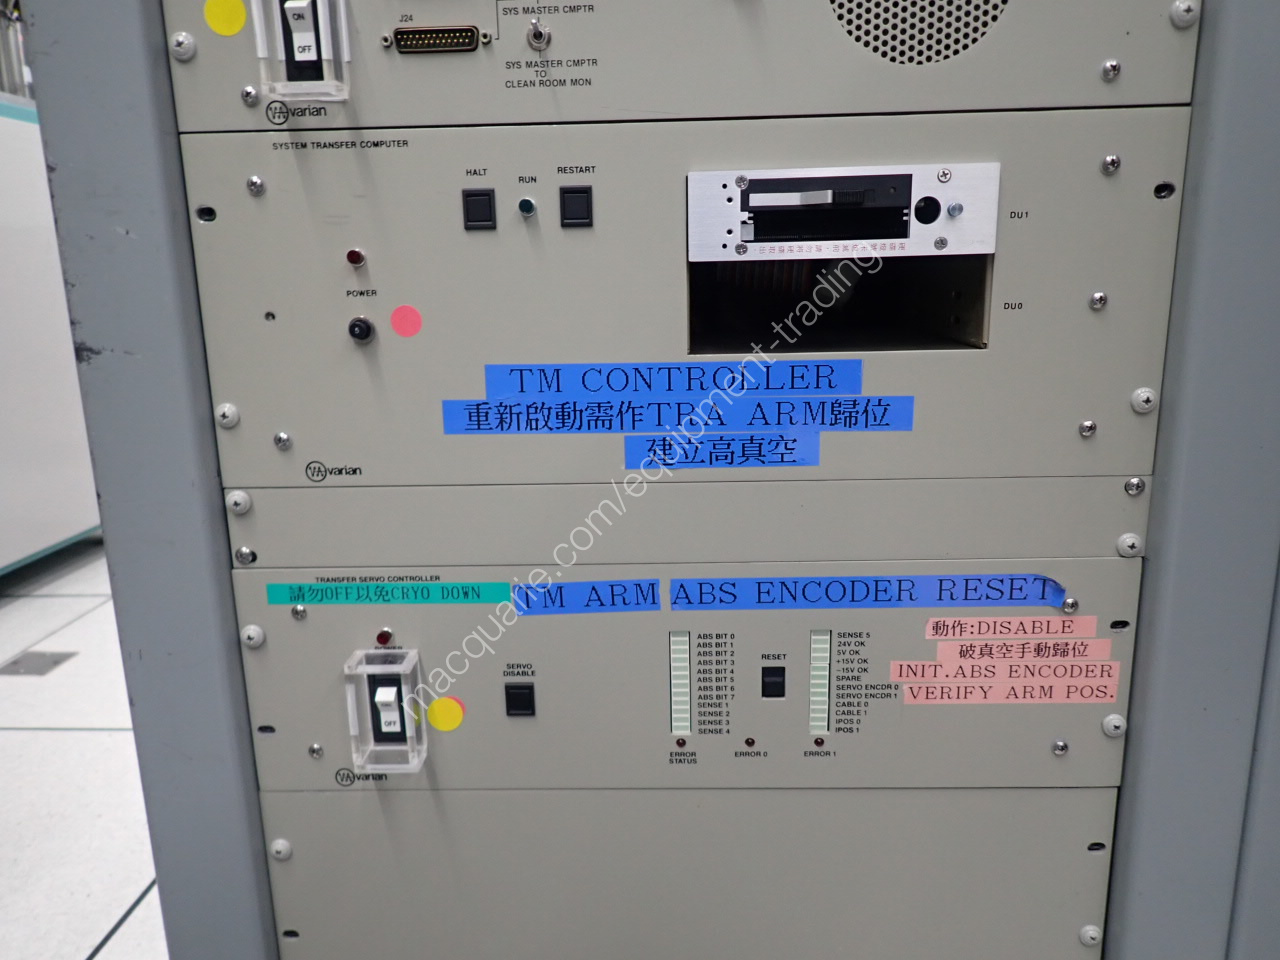 ON
OFF
J24
SYS MASTER CMPTR
SYS MASTER CMPTR
TO
CLEAN ROOM MON
varian
SYSTEM TRANSFER COMPUTER
HALT
RUN
RESTART
DU1
POWER
DU0
5
TM CONTROLLER
重新啟動需作TRA ARM歸位
建立高真空
varian
TRANSFER SERVO CONTROLLER
請勿OFF以免CRYO DOWN
TM ARM ABS ENCODER RESET
動作:DISABLE
破真空手動歸位
INIT.ABS ENCODER
VERIFY ARM POS.
POWER
OFF
SERVO
DISABLE
ABS BIT 0
ABS BIT 1
ABS BIT 2
ABS BIT 3
ABS BIT 4
ABS BIT 5
ABS BIT 6
ABS BIT 7
SENSE 1
SENSE 2
SENSE 3
SENSE 4
RESET
SENSE 5
24V OK
5V OK
+15V OK
-15V OK
SPARE
SERVO ENCDR 0
SERVO ENCDR 1
CABLE 0
CABLE 1
IPOS 0
IPOS 1
ERROR
STATUS
ERROR 0
ERROR 1
varian
macquarie.com/equipment-trading